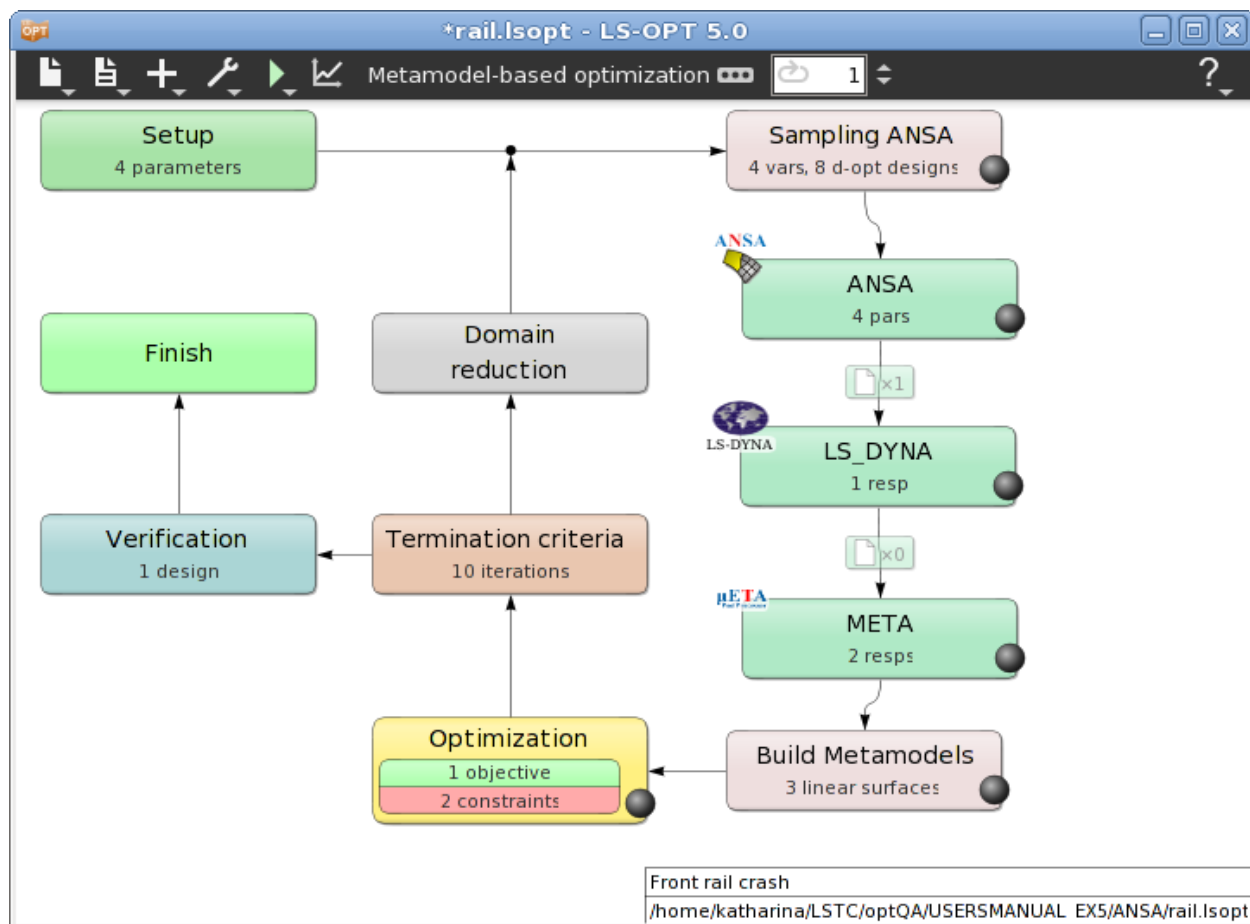 OPT
*rail.lsopt - LS-OPT 5.0
Metamodel-based optimization
1
?
Setup
4 parameters
Sampling ANSA
4 vars, 8 d-opt designs
ANSA
ANSA
4 pars
×1
Finish
Domain
reduction
LS-DYNA
LS_DYNA
1 resp
×0
Verification
1 design
Termination criteria
10 iterations
μETA
META
2 resps
Optimization
1 objective
2 constraints
Build Metamodels
3 linear surfaces
Front rail crash
/home/katharina/LSTC/optQA/USERSMANUAL_EX5/ANSA/rail.lsopt